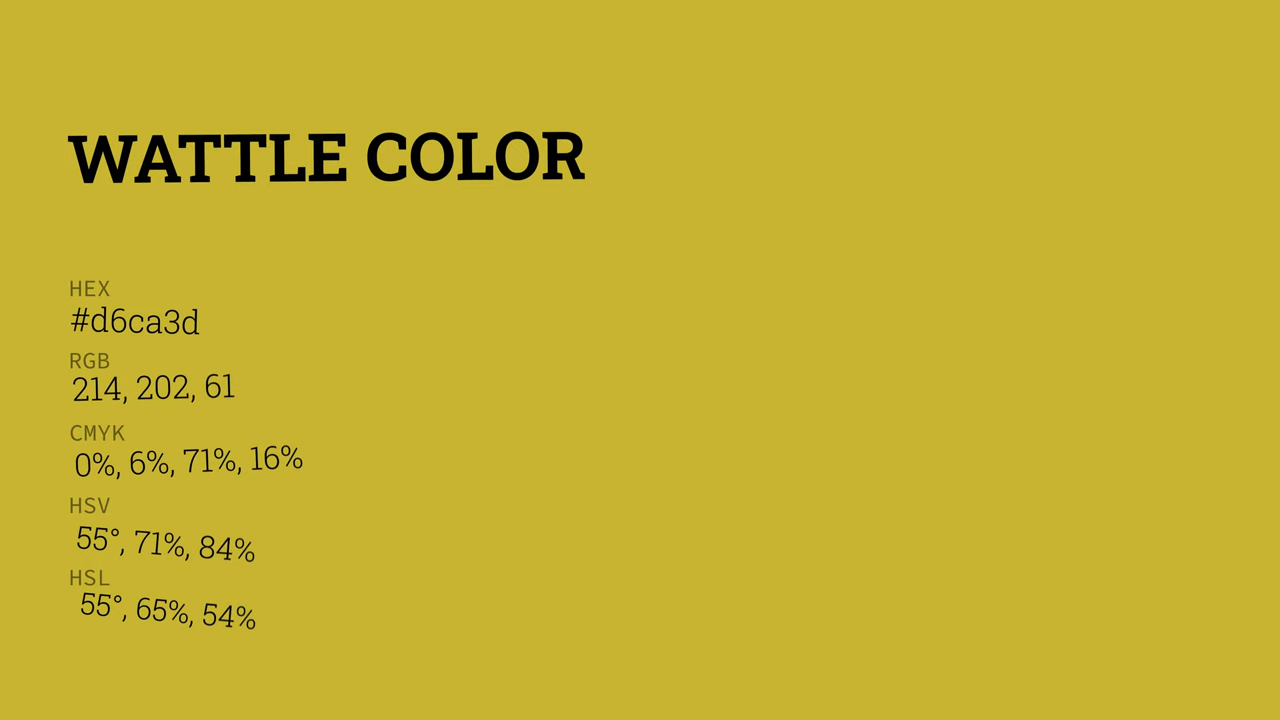 WATTLE COLOR
HEX
#d6ca3d
RGB
214, 202, 61
CMYK
0%, 6%, 71%, 16%
HSV
55°, 71%, 84%
HSL
55°, 65%, 54%